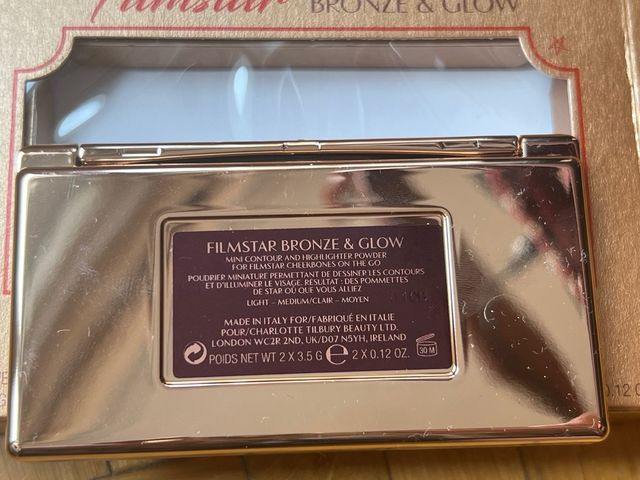 Filmstar BRONZE & GLOW
FILMSTAR BRONZE & GLOW
MINI CONTOUR AND HIGHLIGHTER POWDER
FOR FILMSTAR CHEEKBONES ON THE GO
POUDRIER MINIATURE PERMETTANT DE DESSINER LES CONTOURS
ET D'ILLUMINER LE VISAGE. RÉSULTAT : DES POMMETTES
DE STAR OÙ QUE VOUS ALLIEZ
LIGHT – MEDIUM/CLAIR – MOYEN
MADE IN ITALY FOR/FABRIQUÉ EN ITALIE
POUR/CHARLOTTE TILBURY BEAUTY LTD.
LONDON WC2R 2ND, UK/D07 N5YH, IRELAND
POIDS NET WT 2 X 3.5 G ℮ 2 X 0.12 OZ.
30 M